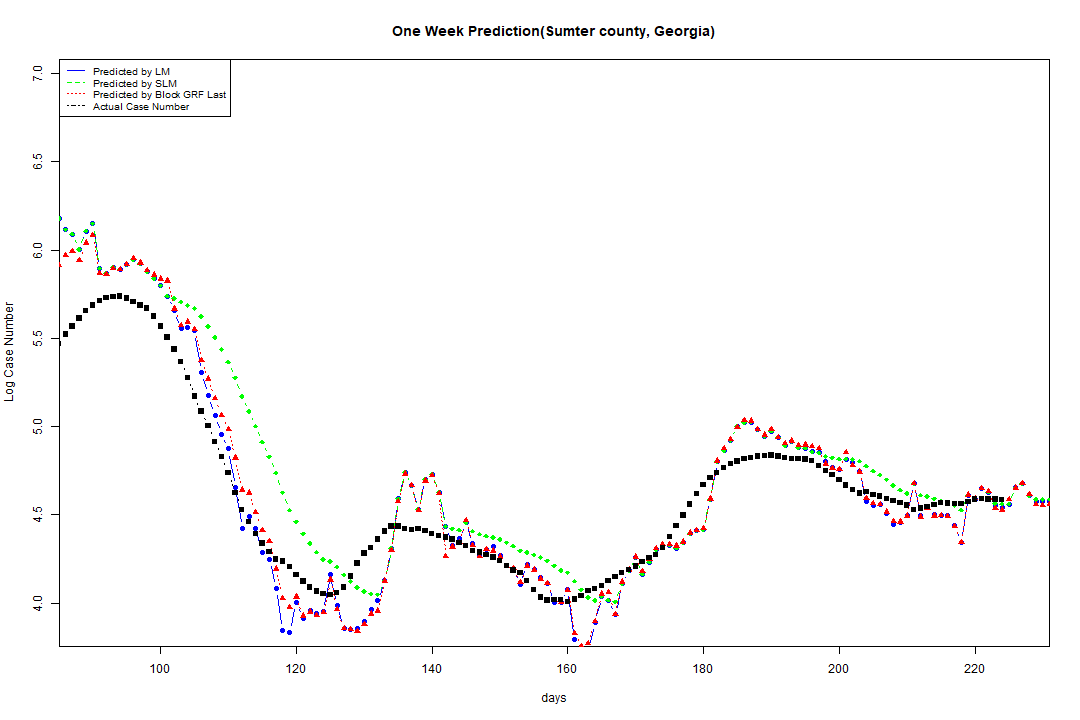 One Week Prediction(Sumter county, Georgia)
Predicted by LM
Predicted by SLM
Predicted by Block GRF Last
Actual Case Number
7.0
6.5
6.0
5.5
5.0
4.5
4.0
Log Case Number
100 120 140 160 180 200 220
days